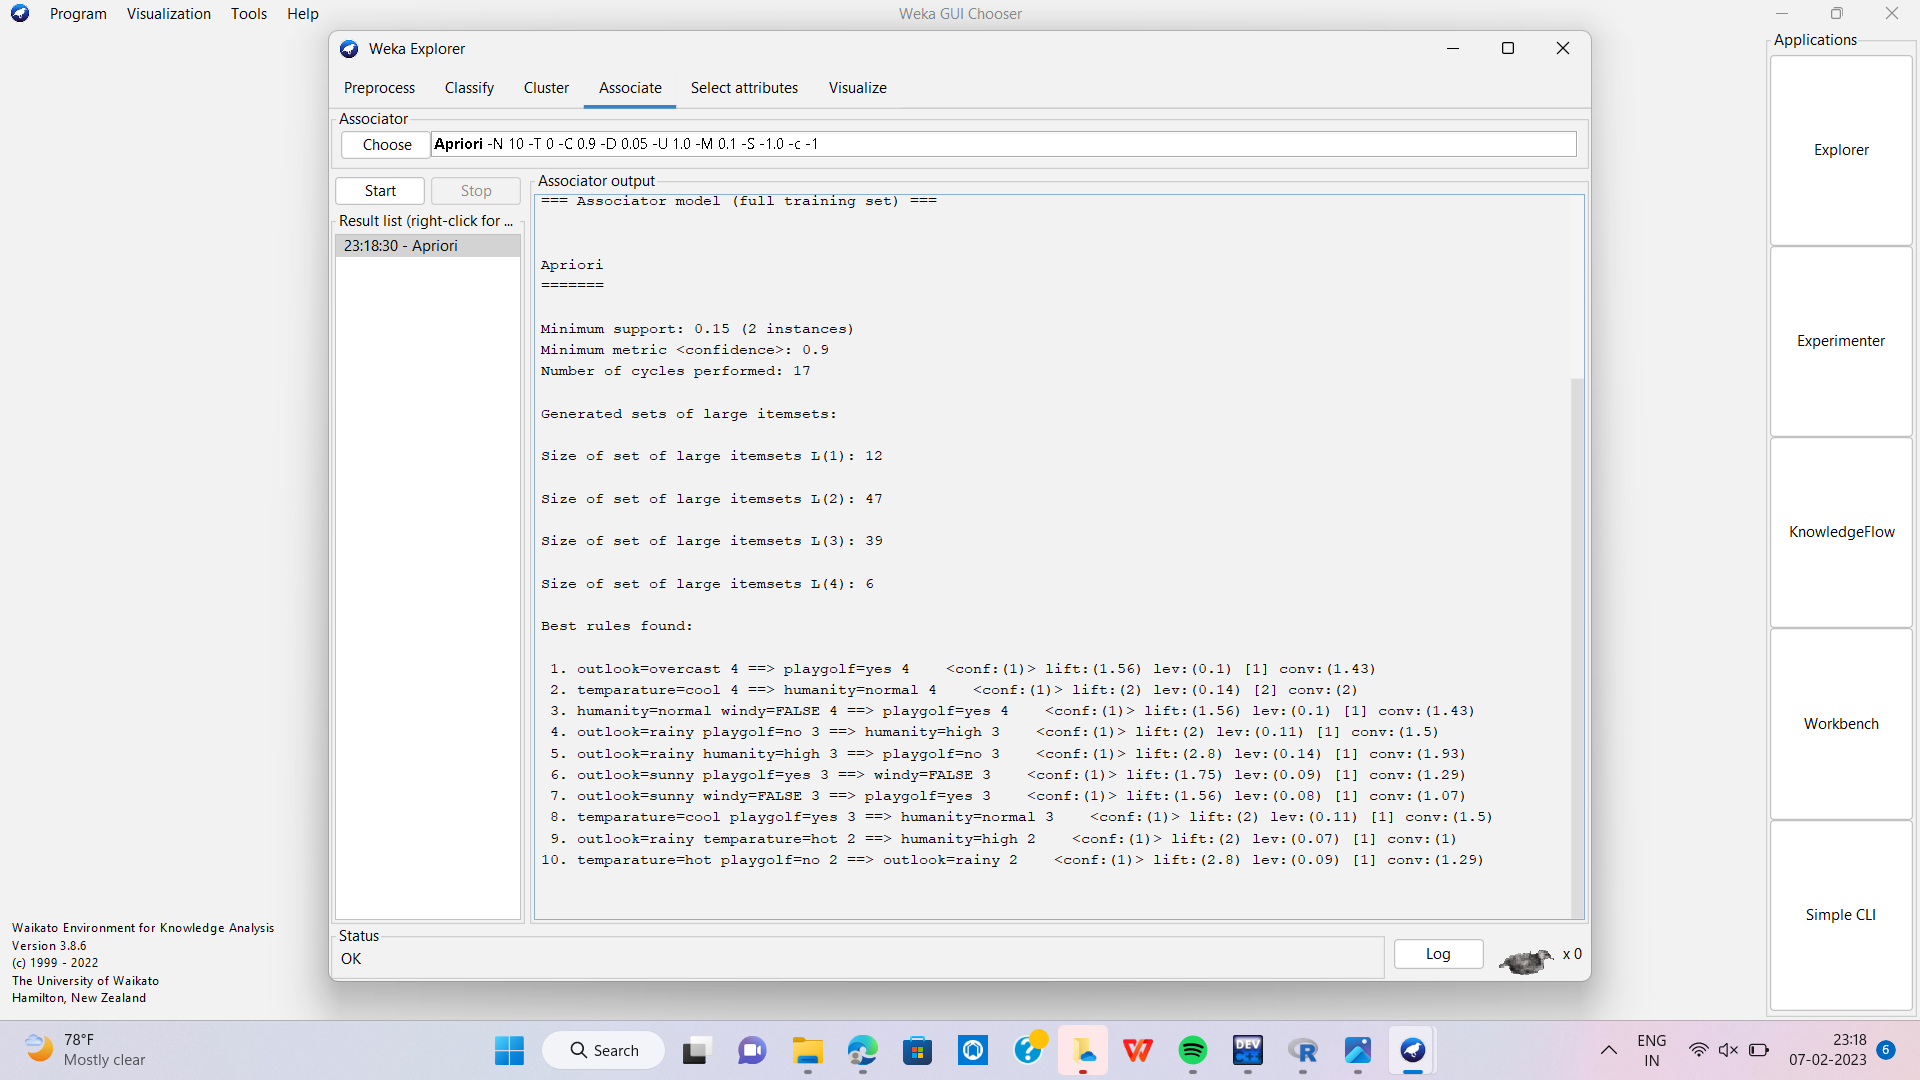 Program Visualization Tools Help
Weka GUI Chooser
Weka Explorer
Preprocess Classify Cluster Associate Select attributes Visualize
Associator
Choose Apriori -N 10 -T 0 -C 0.9 -D 0.05 -U 1.0 -M 0.1 -S -1.0 -c -1
Start Stop
Result list (right-click for ...
23:18:30 - Apriori
Associator output
=== Associator model (full training set) ===
Apriori
=======
Minimum support: 0.15 (2 instances)
Minimum metric <confidence>: 0.9
Number of cycles performed: 17
Generated sets of large itemsets:
Size of set of large itemsets L(1): 12
Size of set of large itemsets L(2): 47
Size of set of large itemsets L(3): 39
Size of set of large itemsets L(4): 6
Best rules found:
1. outlook=overcast 4 ==> playgolf=yes 4 <conf:(1)> lift:(1.56) lev:(0.1) [1] conv:(1.43)
2. temparature=cool 4 ==> humanity=normal 4 <conf:(1)> lift:(2) lev:(0.14) [2] conv:(2)
3. humanity=normal windy=FALSE 4 ==> playgolf=yes 4 <conf:(1)> lift:(1.56) lev:(0.1) [1] conv:(1.43)
4. outlook=rainy playgolf=no 3 ==> humanity=high 3 <conf:(1)> lift:(2) lev:(0.11) [1] conv:(1.5)
5. outlook=rainy humanity=high 3 ==> playgolf=no 3 <conf:(1)> lift:(2.8) lev:(0.14) [1] conv:(1.93)
6. outlook=sunny playgolf=yes 3 ==> windy=FALSE 3 <conf:(1)> lift:(1.75) lev:(0.09) [1] conv:(1.29)
7. outlook=sunny windy=FALSE 3 ==> playgolf=yes 3 <conf:(1)> lift:(1.56) lev:(0.08) [1] conv:(1.07)
8. temparature=cool playgolf=yes 3 ==> humanity=normal 3 <conf:(1)> lift:(2) lev:(0.11) [1] conv:(1.5)
9. outlook=rainy temparature=hot 2 ==> humanity=high 2 <conf:(1)> lift:(2) lev:(0.07) [1] conv:(1)
10. temparature=hot playgolf=no 2 ==> outlook=rainy 2 <conf:(1)> lift:(2.8) lev:(0.09) [1] conv:(1.29)
Status
OK
Log
x 0
Applications
Explorer
Experimenter
KnowledgeFlow
Workbench
Simple CLI
Waikato Environment for Knowledge Analysis
Version 3.8.6
(c) 1999 - 2022
The University of Waikato
Hamilton, New Zealand
78°F
Mostly clear
Search
DEV
C++
R
ENG
IN
23:18
07-02-2023
6